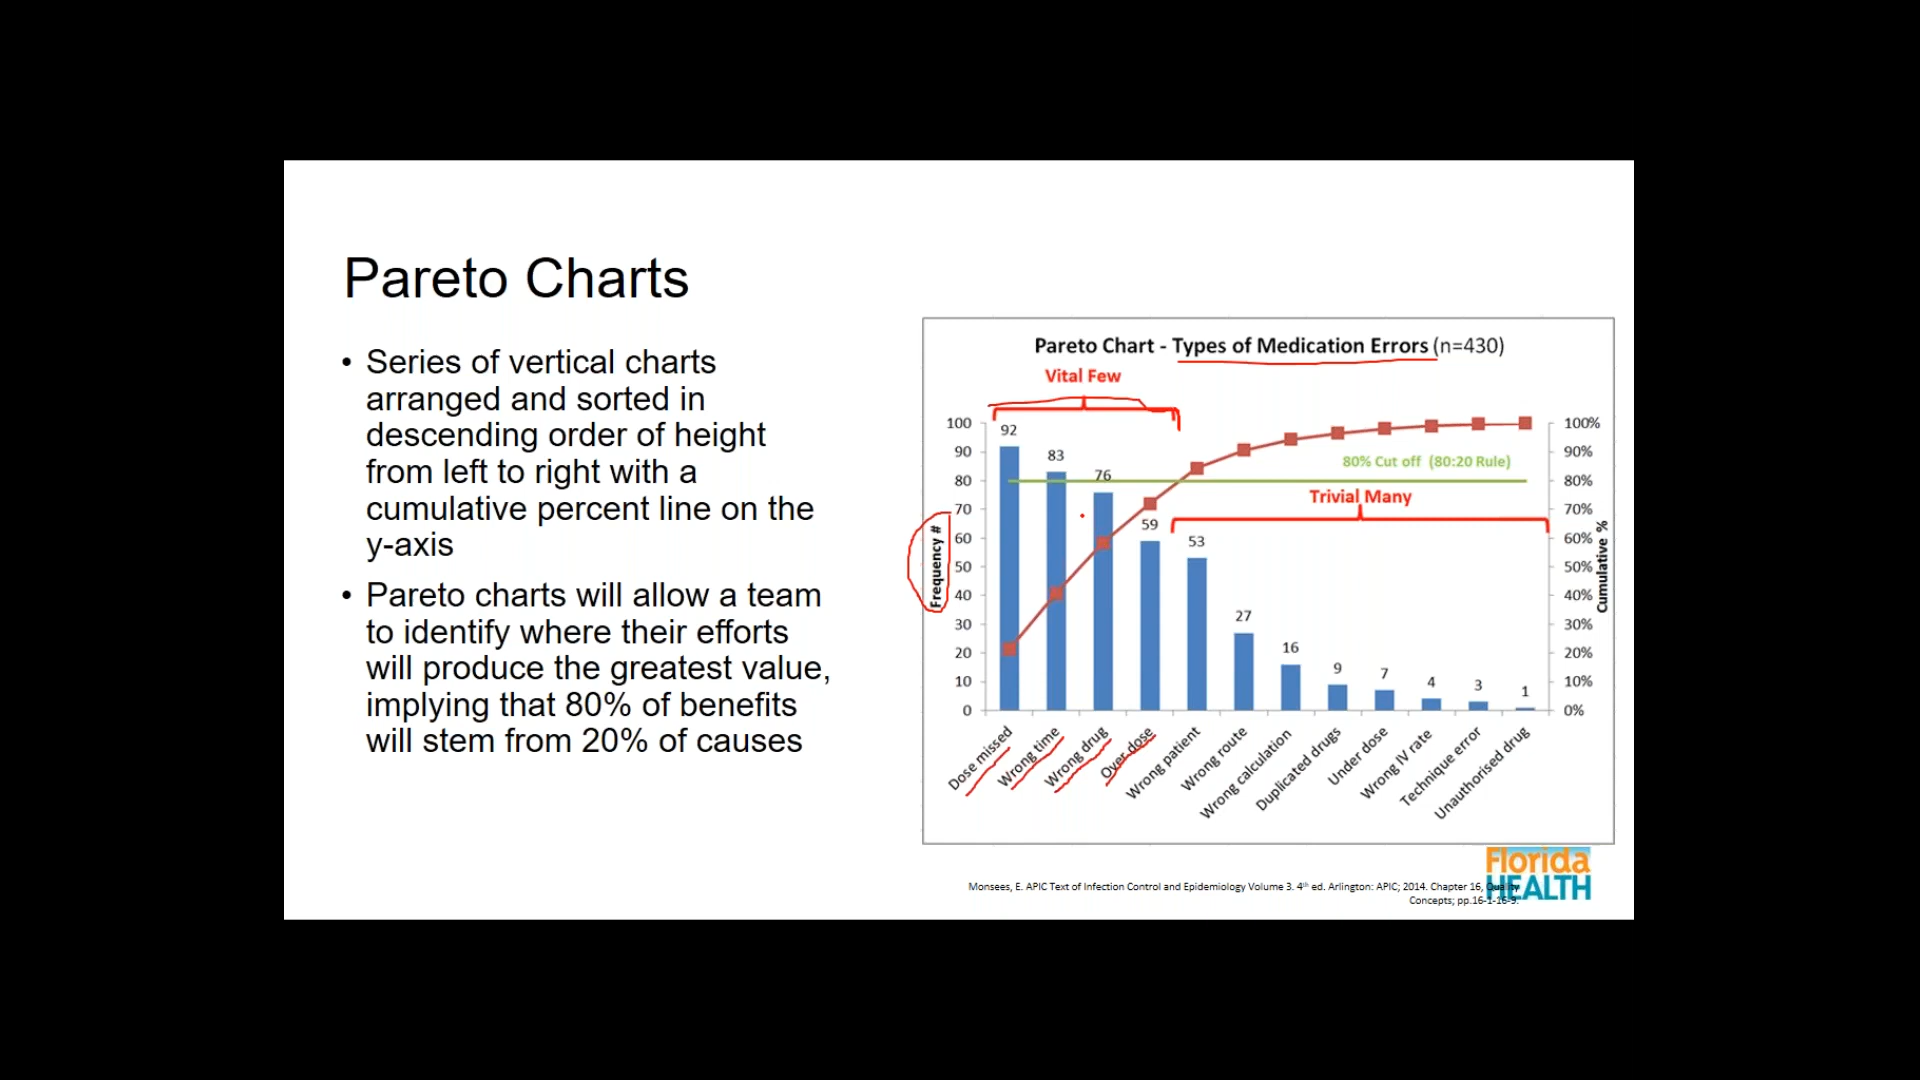 Pareto Charts
• Series of vertical charts
arranged and sorted in
descending order of height
from left to right with a
cumulative percent line on the
y-axis
• Pareto charts will allow a team
to identify where their efforts
will produce the greatest value,
implying that 80% of benefits
will stem from 20% of causes
Pareto Chart - Types of Medication Errors (n=430)
Vital Few
100
90
80
70
60
50
40
30
20
10
0
Frequency #
92
83
76
59
53
27
16
9
7
4
3
1
80% Cut off (80:20 Rule)
Trivial Many
100%
90%
80%
70%
60%
50%
40%
30%
20%
10%
0%
Cumulative %
Dose missed
Wrong time
Wrong drug
Over dose
Wrong patient
Wrong route
Wrong calculation
Duplicated drugs
Under dose
Wrong IV rate
Technique error
Unauthorised drug
Florida
HEALTH
Monsees, E. APIC Text of Infection Control and Epidemiology Volume 3. 4th ed. Arlington: APIC; 2014. Chapter 16, Quality
Concepts; pp.16-1-16-9.